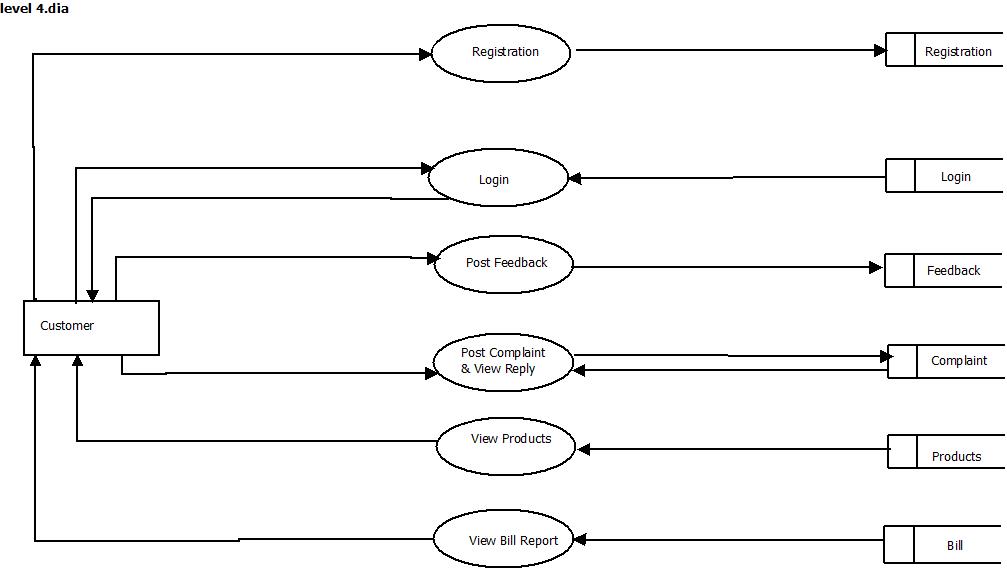 level 4.dia
Registration
Registration
Login
Login
Post Feedback
Feedback
Customer
Post Complaint
& View Reply
Complaint
View Products
Products
View Bill Report
Bill